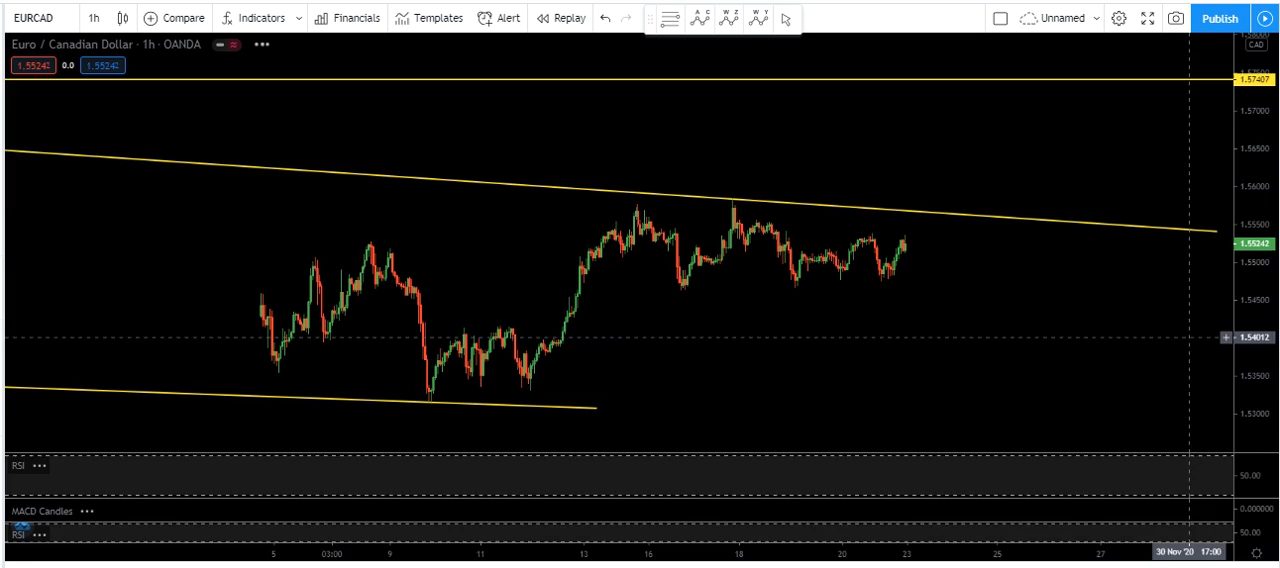 EURCAD 1h Compare Indicators Financials Templates Alert Replay Unnamed Publish
A C W Z W Y
Euro / Canadian Dollar · 1h · OANDA
CAD
1.55242 0.0 1.55242
1.57407
1.57000
1.56500
1.56000
1.55500
1.55242
1.55000
1.54500
1.54012
1.53500
1.53000
RSI
50.00
MACD Candles
0.000000
RSI
50.00
5 03:00 9 11 13 16 18 20 23 25 27 30 Nov '20 17:00